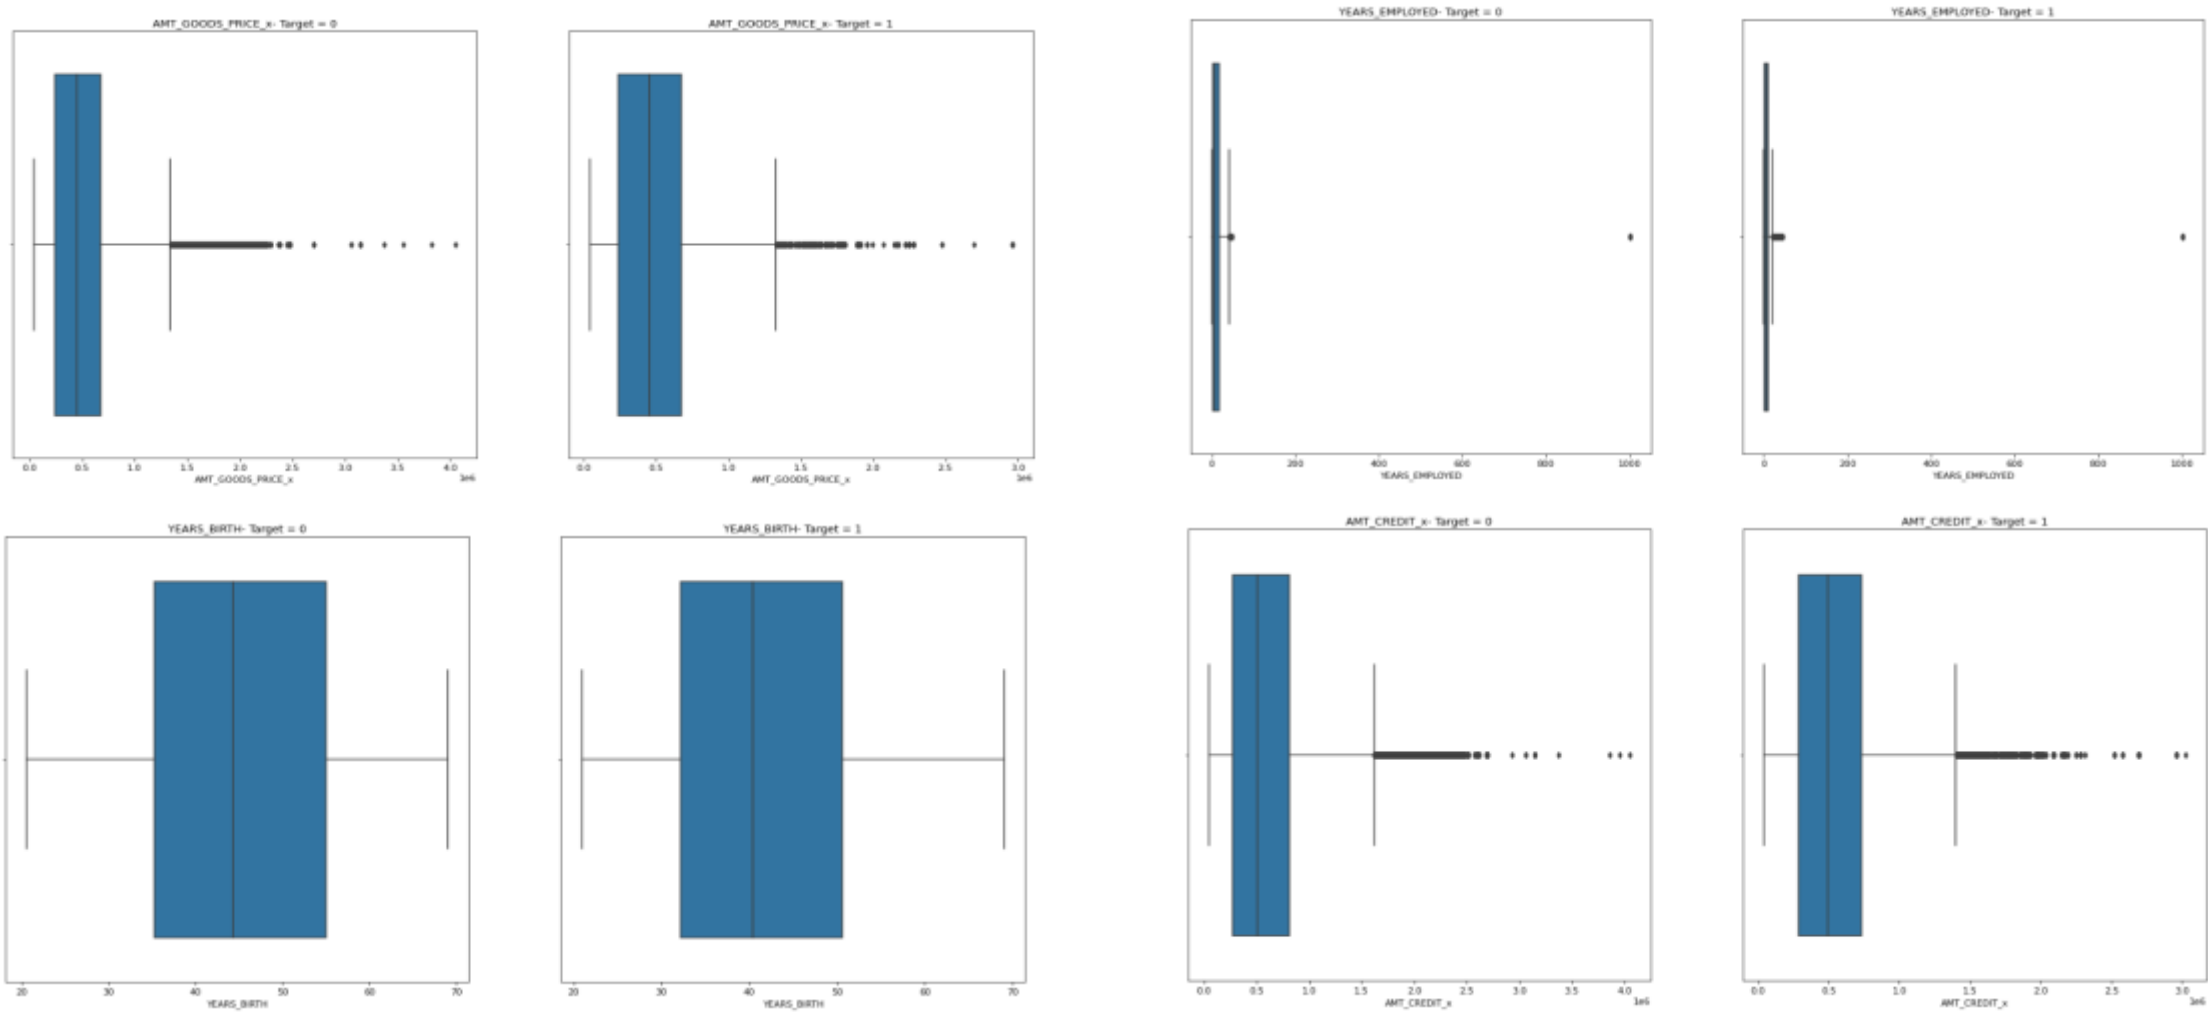 AMT_GOODS_PRICE_x- Target = 0
0.0 0.5 1.0 1.5 2.0 2.5 3.0 3.5 4.0
1e6
AMT_GOODS_PRICE_x
AMT_GOODS_PRICE_x- Target = 1
0.0 0.5 1.0 1.5 2.0 2.5 3.0
1e6
AMT_GOODS_PRICE_x
YEARS_EMPLOYED- Target = 0
0 200 400 600 800 1000
YEARS_EMPLOYED
YEARS_EMPLOYED- Target = 1
0 200 400 600 800 1000
YEARS_EMPLOYED
YEARS_BIRTH- Target = 0
20 30 40 50 60 70
YEARS_BIRTH
YEARS_BIRTH- Target = 1
20 30 40 50 60 70
YEARS_BIRTH
AMT_CREDIT_x- Target = 0
0.0 0.5 1.0 1.5 2.0 2.5 3.0 3.5 4.0
1e6
AMT_CREDIT_x
AMT_CREDIT_x- Target = 1
0.0 0.5 1.0 1.5 2.0 2.5 3.0
1e6
AMT_CREDIT_x